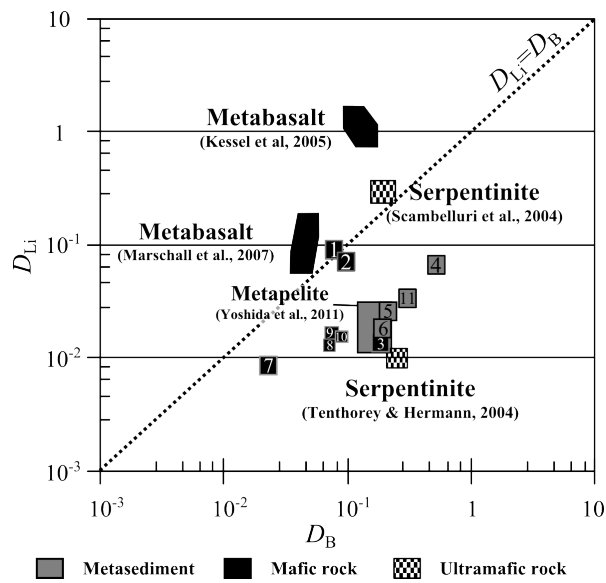 10
D_Li=D_B
Metabasalt
(Kessel et al, 2005)
1
Serpentinite
(Scambelluri et al., 2004)
Metabasalt
(Marschall et al., 2007)
10⁻¹
1
2
4
D_Li
Metapelite
(Yoshida et al., 2011)
11
5
6
9
10
8
3
10⁻²
7
Serpentinite
(Tenthorey & Hermann, 2004)
10⁻³
10⁻³ 10⁻² 10⁻¹ 1 10
D_B
Metasediment Mafic rock Ultramafic rock